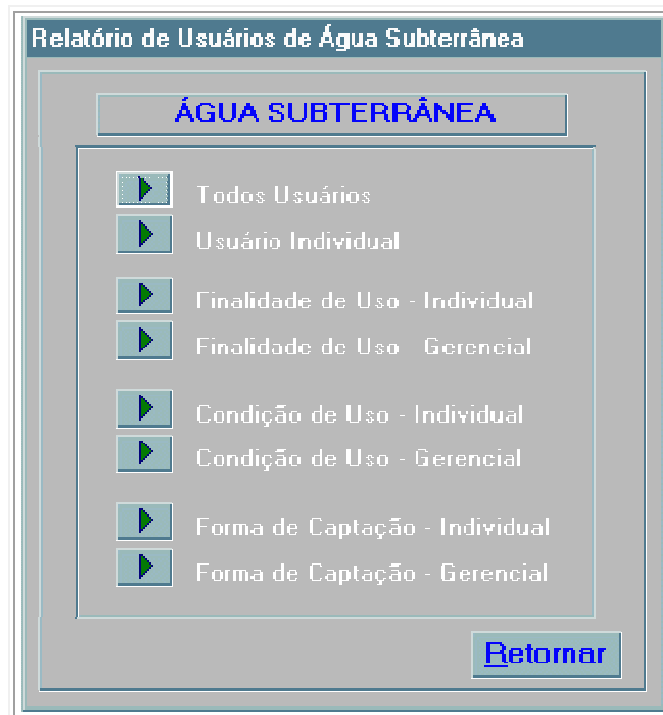 Relatório de Usuários de Água Subterrânea
ÁGUA SUBTERRÂNEA
Todos Usuários
Usuário Individual
Finalidade de Uso - Individual
Finalidade de Uso - Gerencial
Condição de Uso - Individual
Condição de Uso - Gerencial
Forma de Captação - Individual
Forma de Captação - Gerencial
Retornar